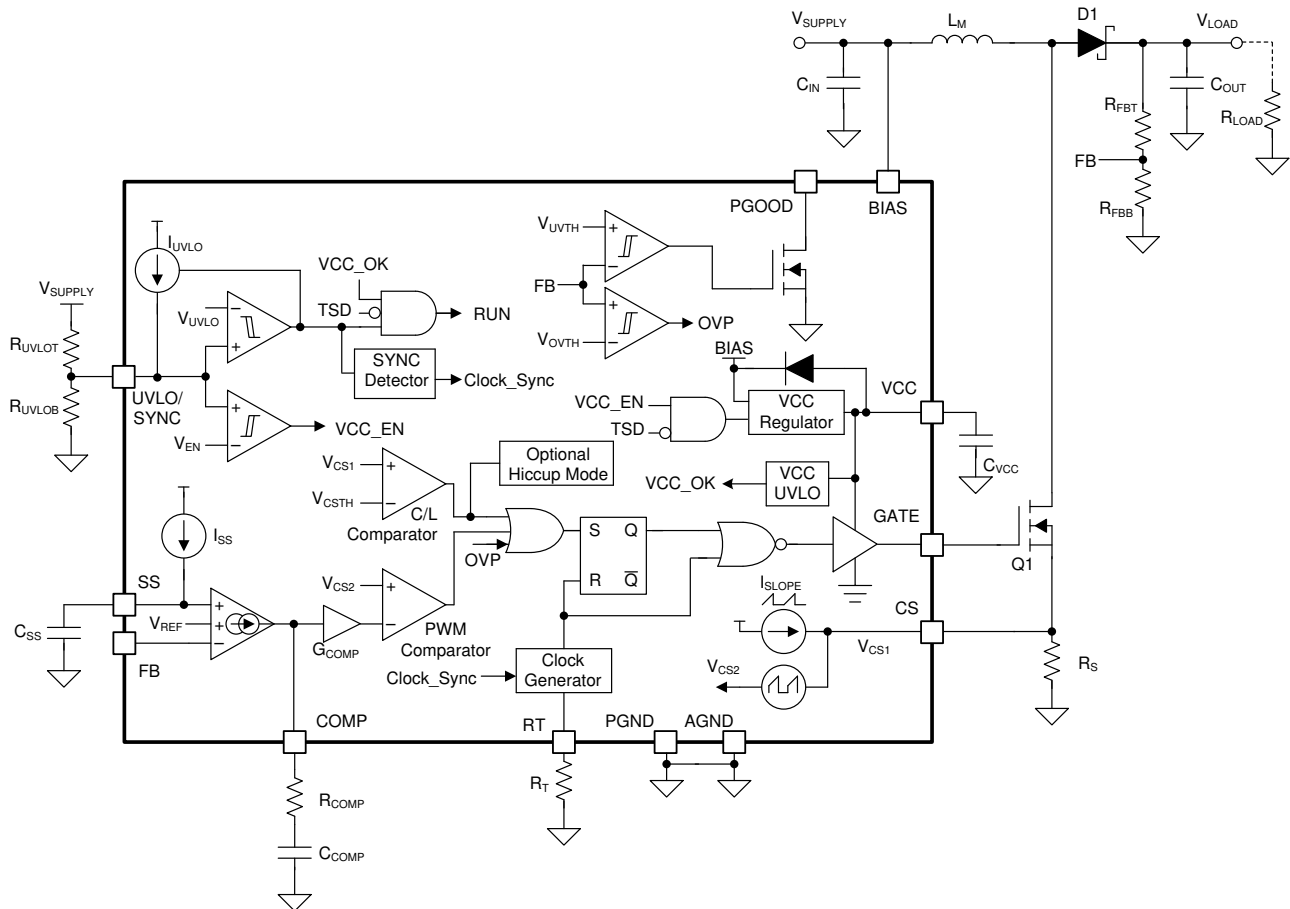 VSUPPLY
LM
D1
VLOAD
CIN
COUT
RFBT
RLOAD
FB
RFBB
PGOOD
BIAS
IUVLO
VUVTH
VCC_OK
VSUPPLY
FB
TSD
RUN
VUVLO
OVP
RUVLOT
VOVTH
SYNC
Detector
BIAS
Clock_Sync
UVLO/
SYNC
VCC
RUVLOB
VCC_EN
VCC
Regulator
TSD
VEN
VCC_EN
Optional
Hiccup Mode
VCS1
CVCC
VCC_OK
VCC
UVLO
VCSTH
C/L
Comparator
GATE
ISS
S
Q
OVP
Q1
R
Q
SS
VCS2
ISLOPE
CS
VREF
CSS
PWM
Comparator
VCS1
GCOMP
RS
FB
Clock
Generator
Clock_Sync
VCS2
COMP
RT
PGND
AGND
RT
RCOMP
CCOMP